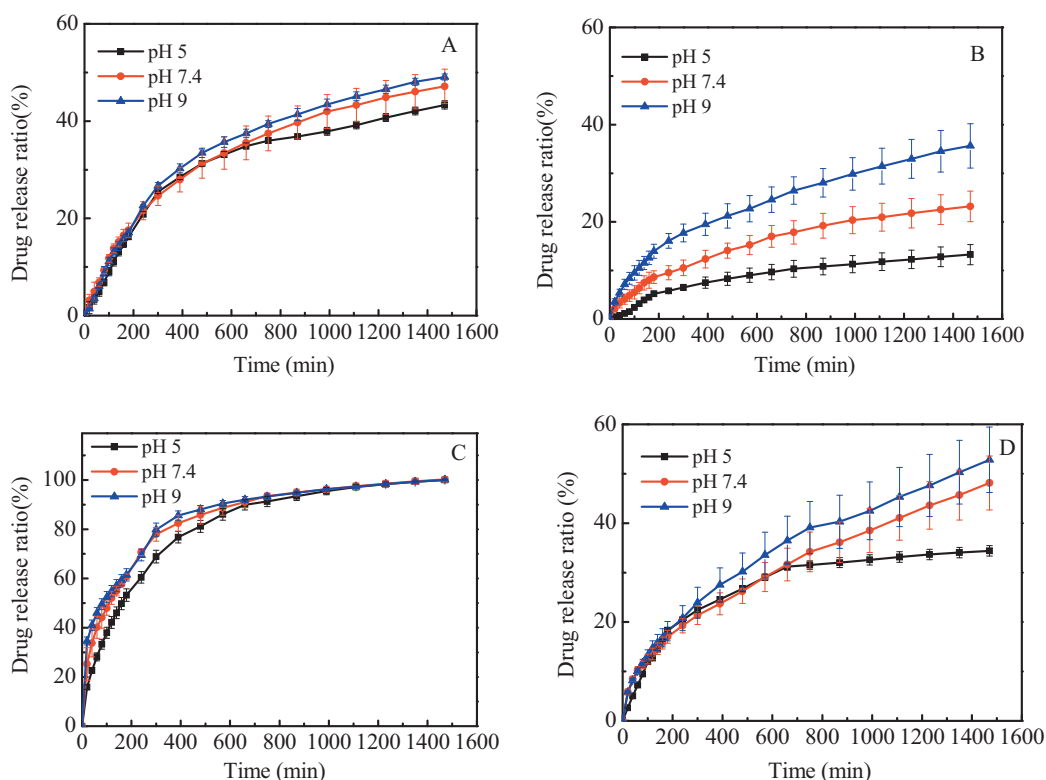 A
pH 5
pH 7.4
pH 9
Drug release ratio(%)
60
40
20
0
0 200 400 600 800 1000 1200 1400 1600
Time (min)
B
pH 5
pH 7.4
pH 9
Drug release ratio(%)
60
40
20
0
0 200 400 600 800 1000 1200 1400 1600
Time (min)
C
pH 5
pH 7.4
pH 9
Drug release ratio(%)
100
80
60
40
20
0
0 200 400 600 800 1000 1200 1400 1600
Time (min)
D
pH 5
pH 7.4
pH 9
Drug release ratio (%)
60
40
20
0
0 200 400 600 800 1000 1200 1400 1600
Time (min)